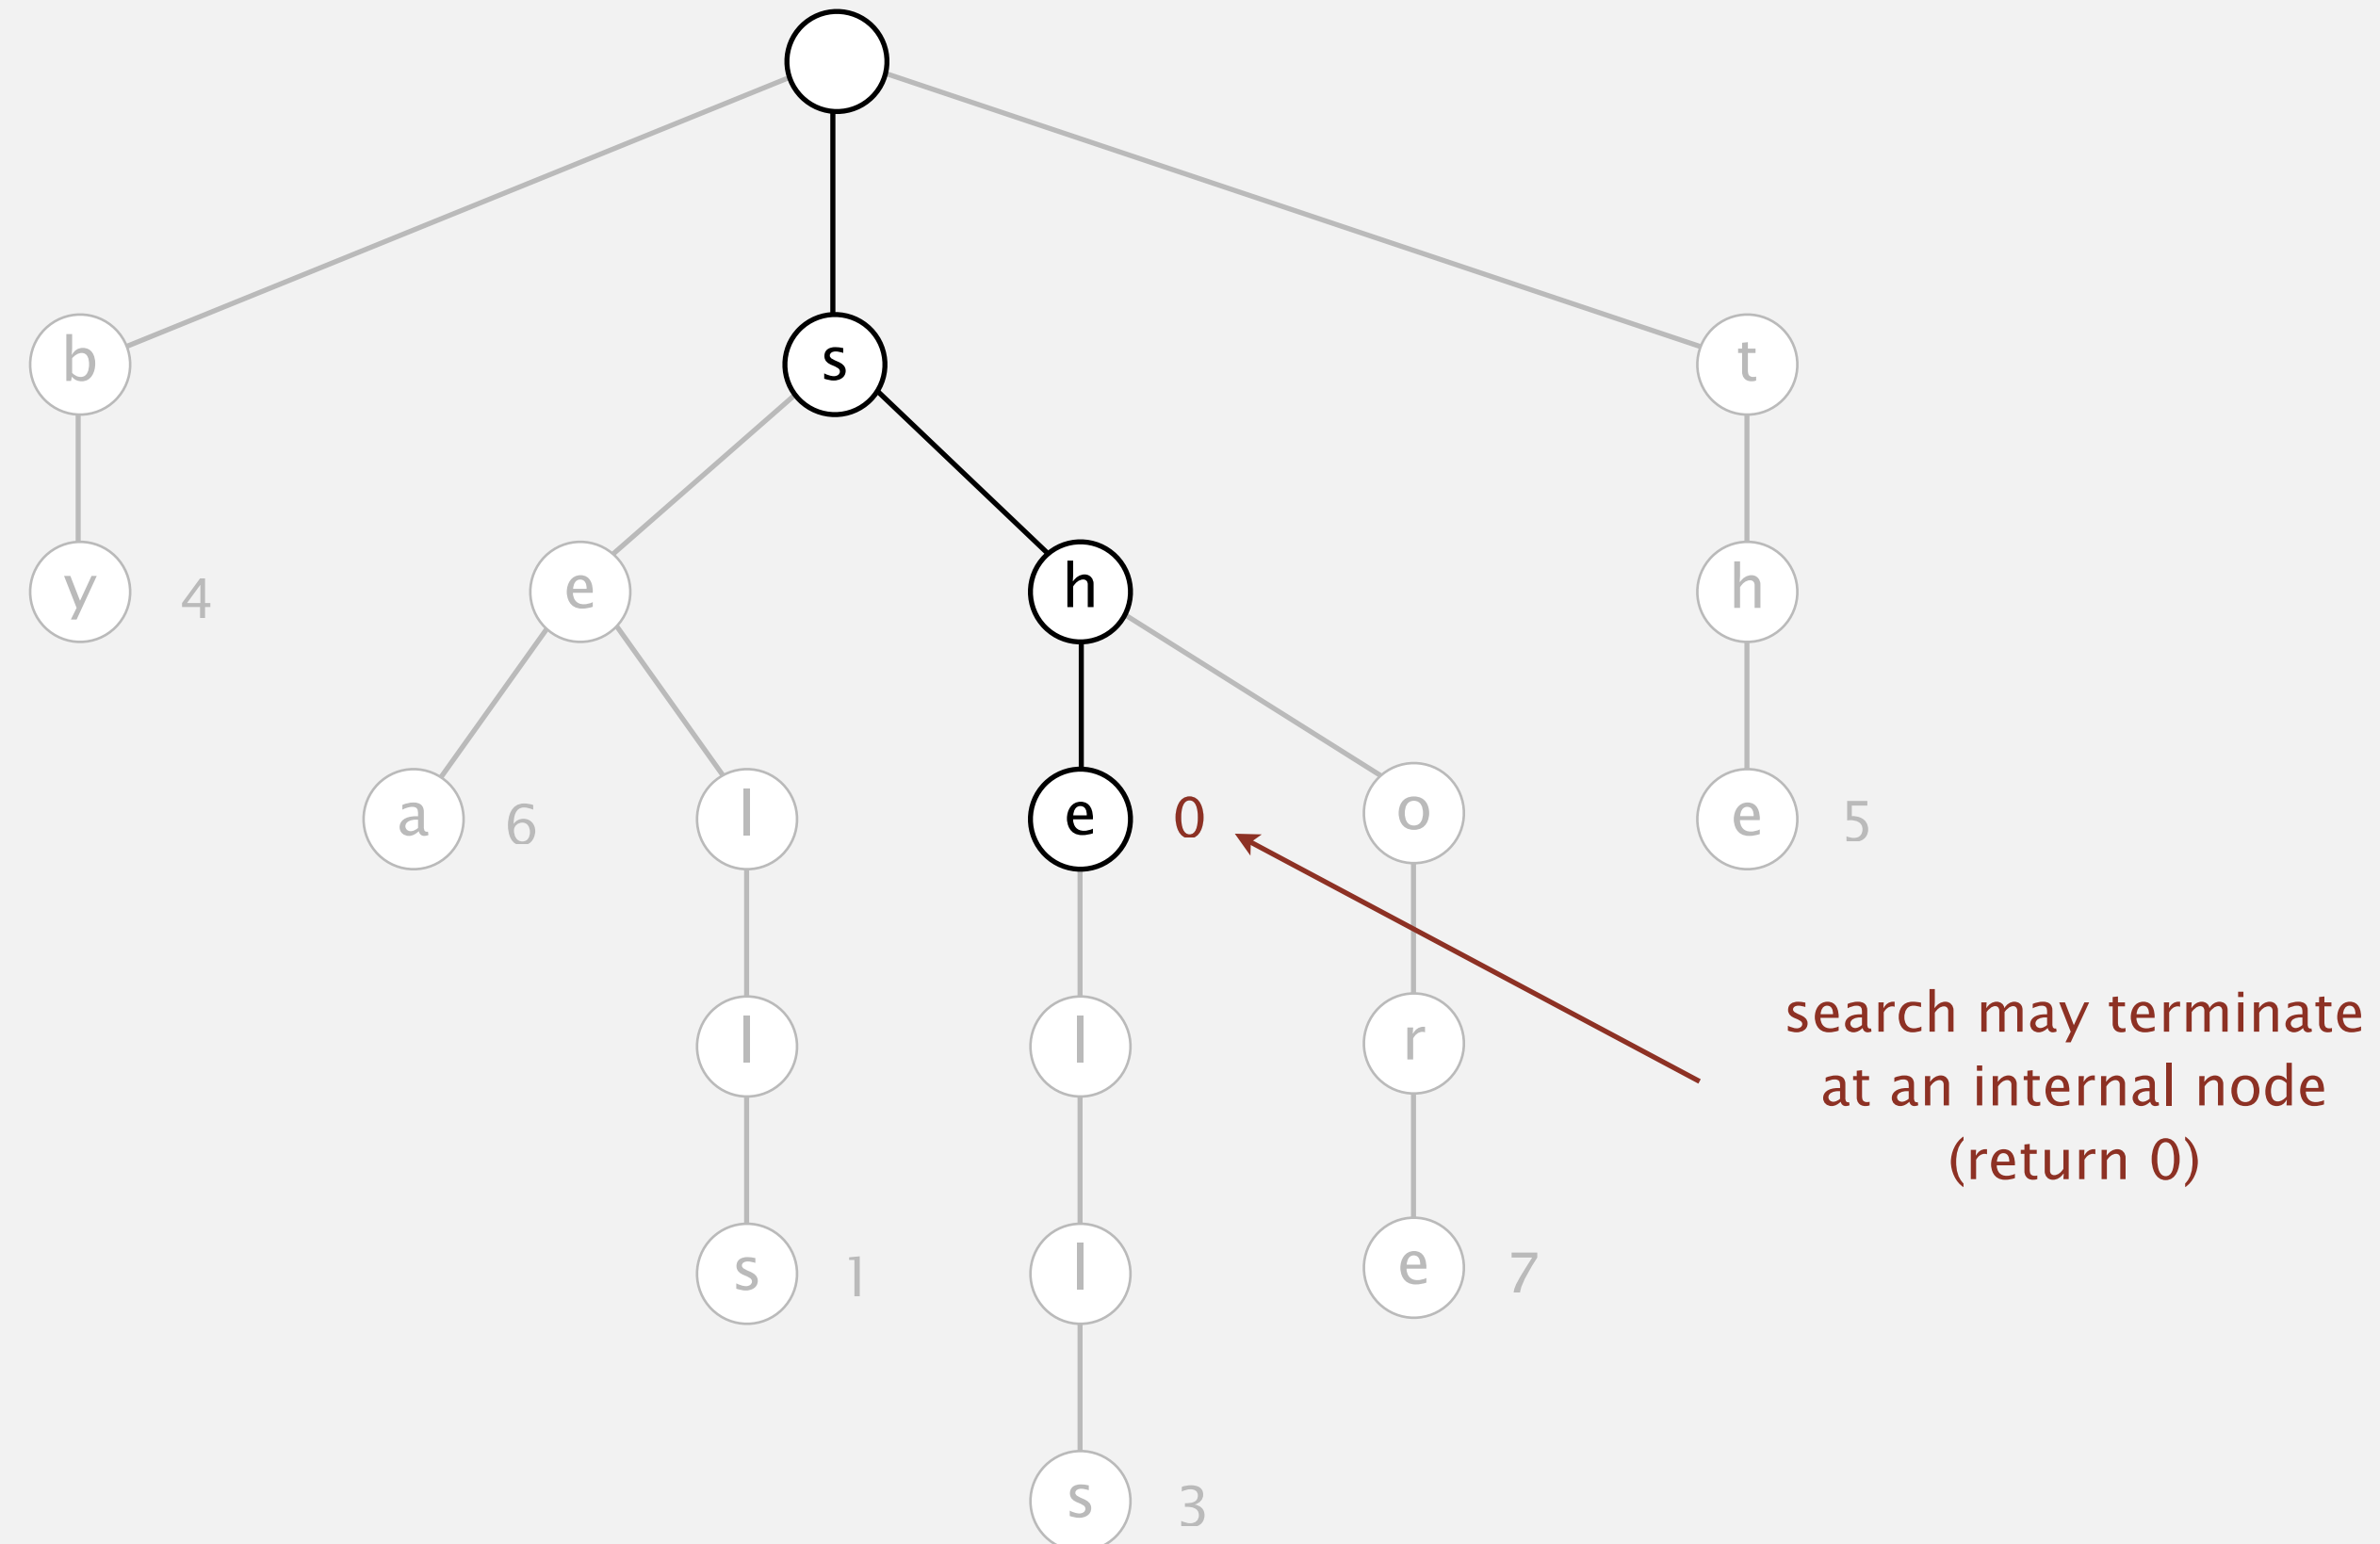 b s t
y 4 e h h
a 6 l e 0 o e 5
l l r
s 1 l e 7
s 3
search may terminate
at an internal node
(return 0)